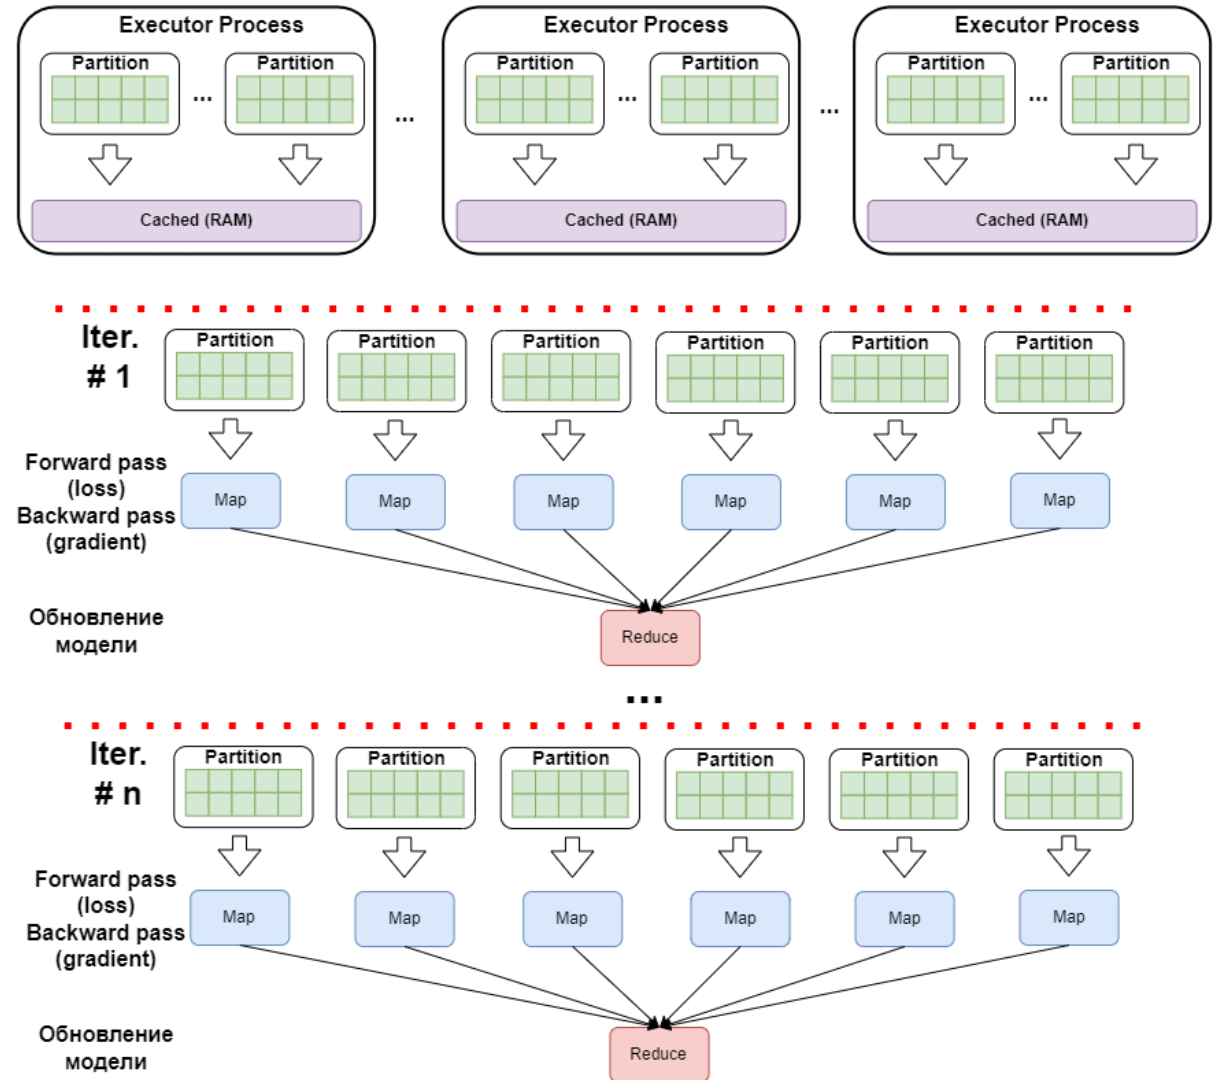 Executor Process
Executor Process
Executor Process
Partition
...
Partition
...
Partition
...
Partition
...
Partition
...
Partition
Cached (RAM)
Cached (RAM)
Cached (RAM)
Iter.
# 1
Partition
Partition
Partition
Partition
Partition
Partition
Forward pass
(loss)
Backward pass
(gradient)
Map
Map
Map
Map
Map
Map
Обновление
модели
Reduce
...
Iter.
# n
Partition
Partition
Partition
Partition
Partition
Partition
Forward pass
(loss)
Backward pass
(gradient)
Map
Map
Map
Map
Map
Map
Обновление
модели
Reduce